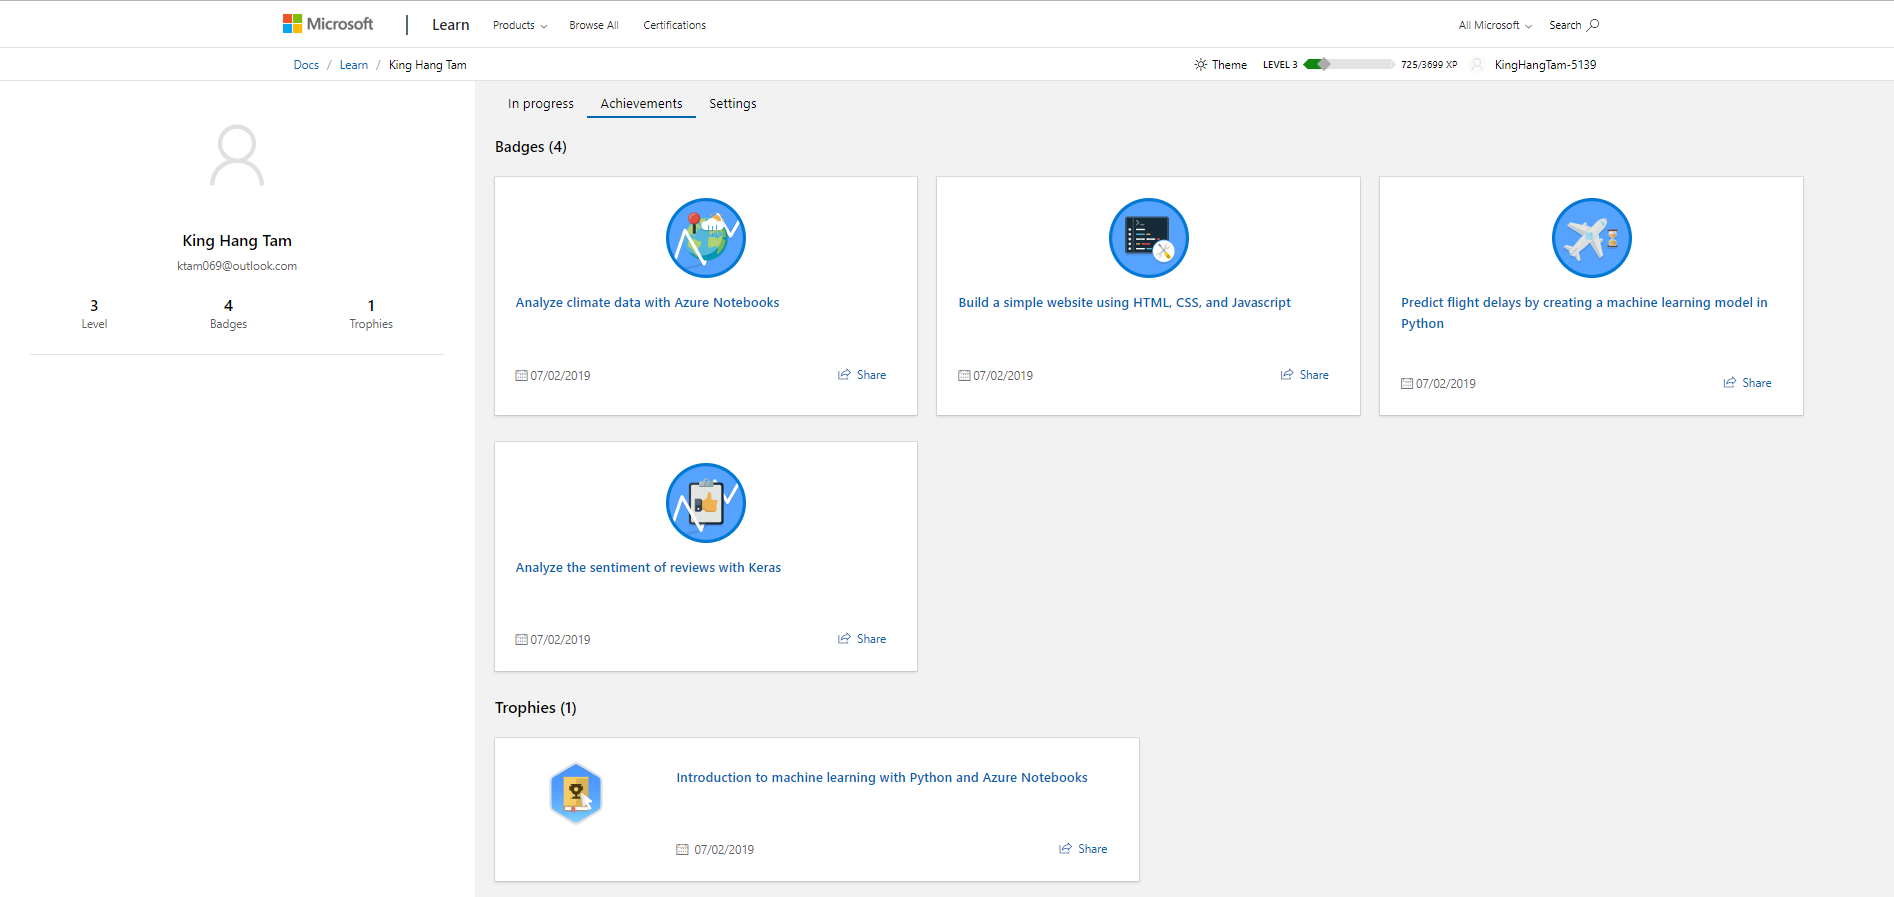 Microsoft | Learn Products Browse All Certifications All Microsoft Search
Docs / Learn / King Hang Tam Theme LEVEL 3 725/3699 XP KingHangTam-5139
In progress Achievements Settings
King Hang Tam
ktam069@outlook.com
3 4 1
Level Badges Trophies
Badges (4)
Analyze climate data with Azure Notebooks
07/02/2019 Share
Build a simple website using HTML, CSS, and Javascript
07/02/2019 Share
Predict flight delays by creating a machine learning model in
Python
07/02/2019 Share
Analyze the sentiment of reviews with Keras
07/02/2019 Share
Trophies (1)
Introduction to machine learning with Python and Azure Notebooks
07/02/2019 Share